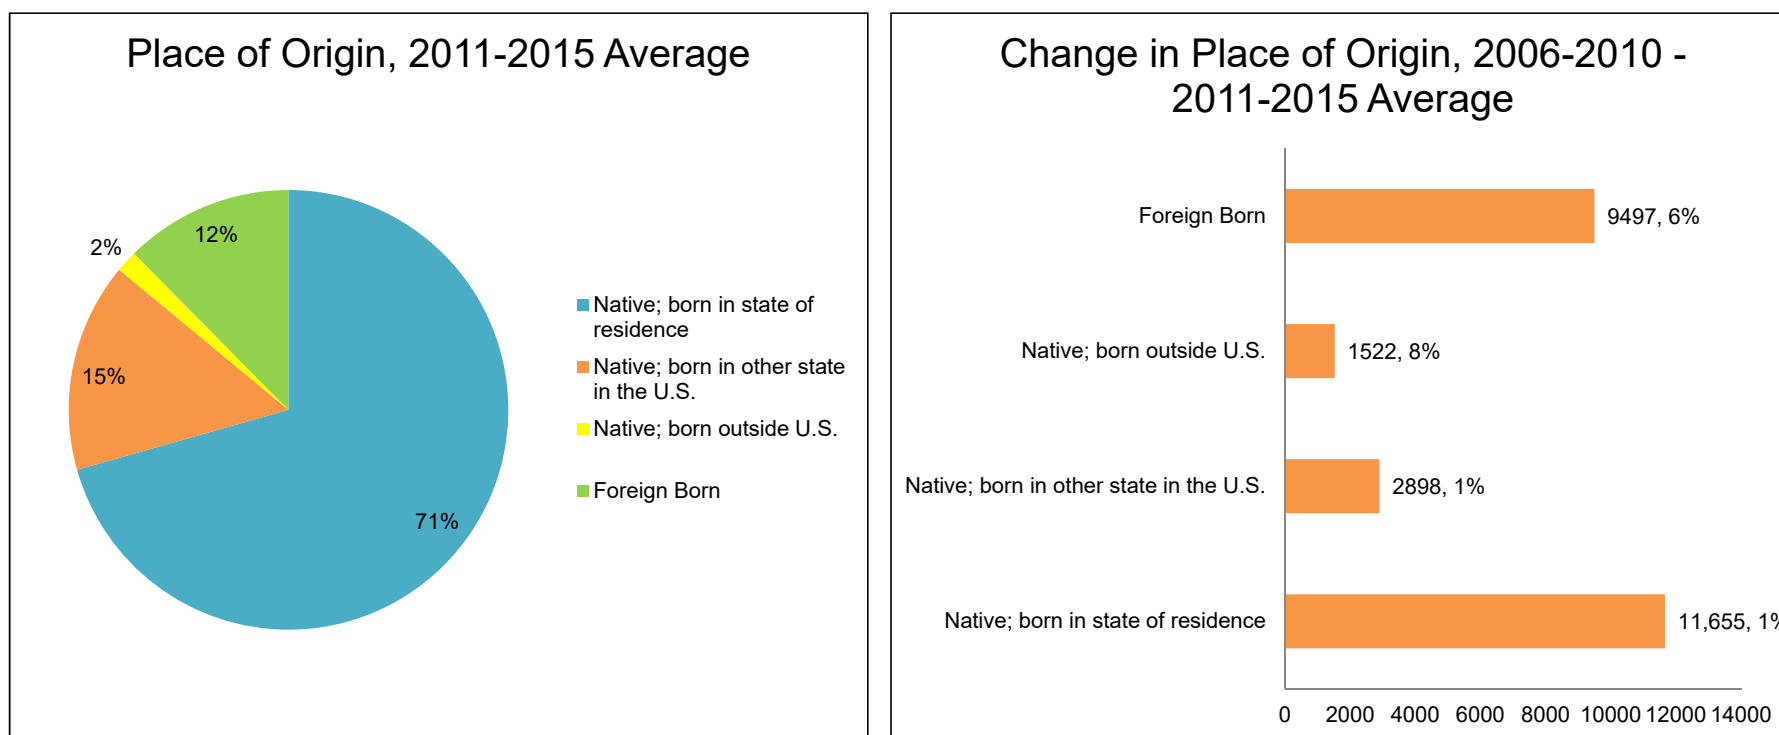 Place of Origin, 2011-2015 Average
12%
2%
15%
71%
Native; born in state of
residence
Native; born in other state
in the U.S.
Native; born outside U.S.
Foreign Born
Change in Place of Origin, 2006-2010 -
2011-2015 Average
Foreign Born
9497, 6%
Native; born outside U.S.
1522, 8%
Native; born in other state in the U.S.
2898, 1%
Native; born in state of residence
11,655, 1%
0 2000 4000 6000 8000 10000 12000 14000